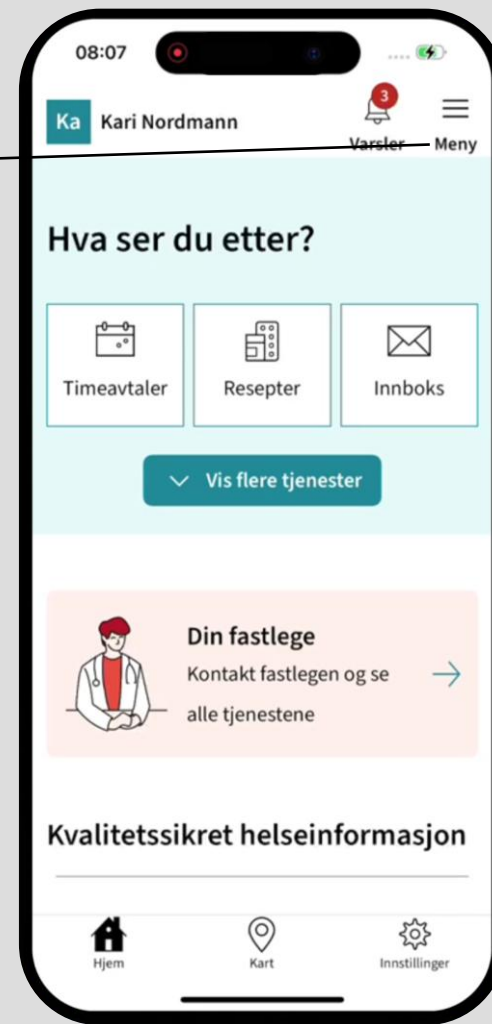 08:07
Ka Kari Nordmann
3
Varsler Meny
Hva ser du etter?
Timeavtaler Resepter Innboks
Vis flere tjenester
Din fastlege
Kontakt fastlegen og se
alle tjenestene
Kvalitetssikret helseinformasjon
Hjem Kart Innstillinger